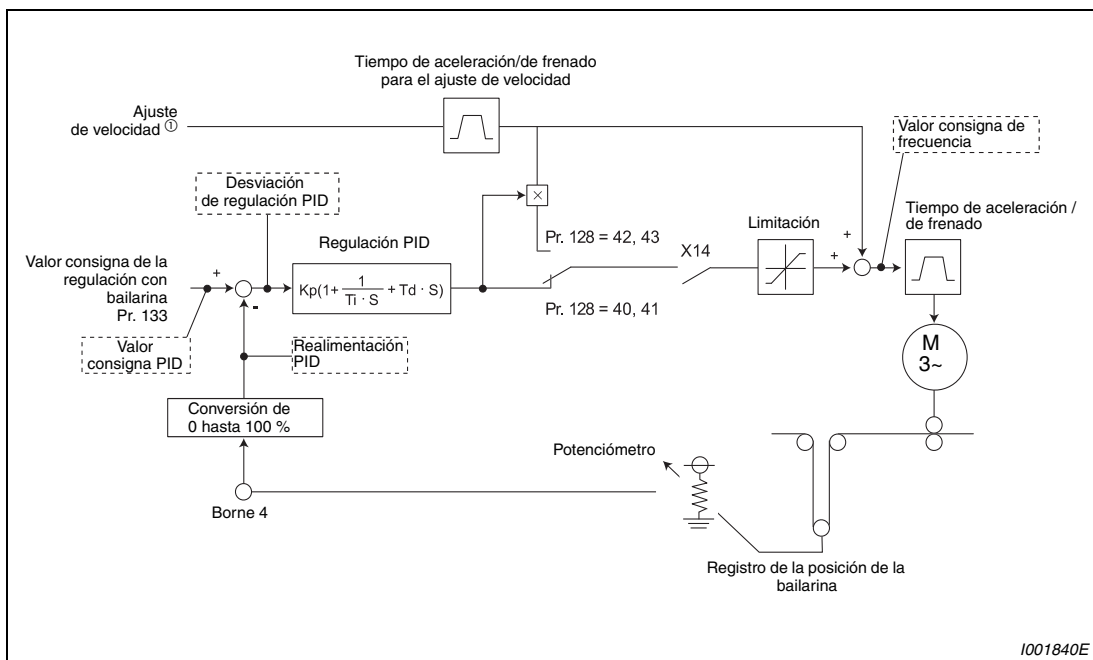 Tiempo de aceleración/de frenado
para el ajuste de velocidad
Ajuste
de velocidad ①
Valor consigna de
frecuencia
Desviación
de regulación PID
×
Tiempo de aceleración /
de frenado
Pr. 128 = 42, 43
Limitación
Regulación PID
X14
+
+
Valor consigna de la
regulación con
bailarina
Pr. 133
+
-
Kp(1+ 1/(Ti · S) + Td · S)
Pr. 128 = 40, 41
Valor
consigna PID
Realimentación
PID
M
3~
Conversión de
0 hasta 100 %
Potenciómetro
Borne 4
Registro de la posición de la
bailarina
I001840E